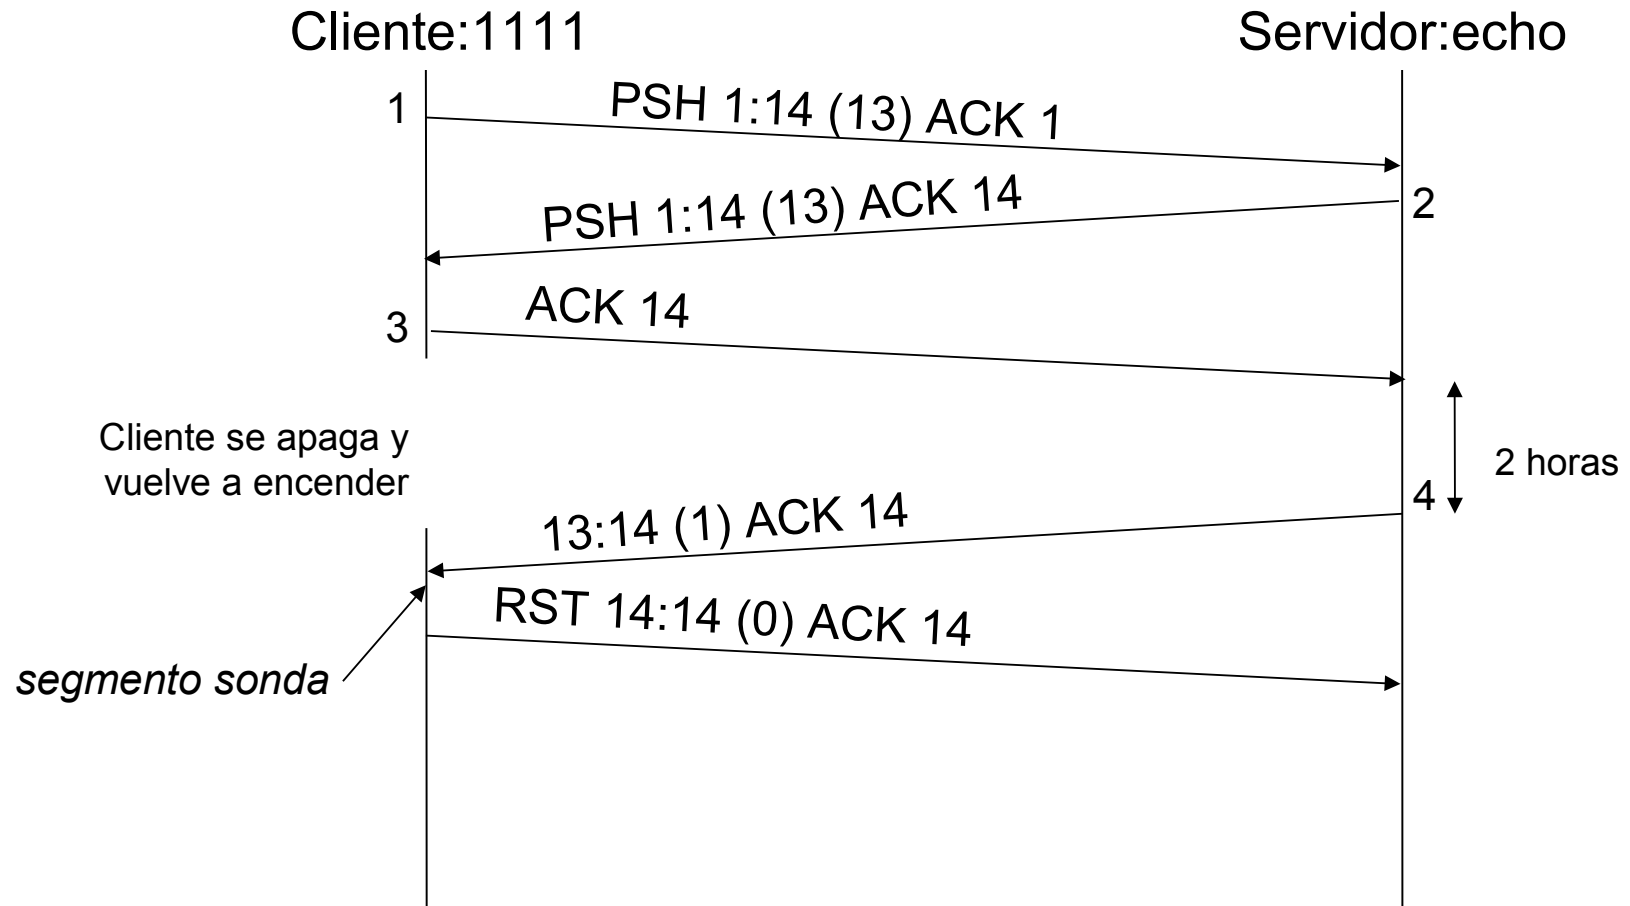 Cliente:1111
Servidor:echo
1
PSH 1:14 (13) ACK 1
PSH 1:14 (13) ACK 14
2
ACK 14
3
Cliente se apaga y
vuelve a encender
2 horas
4
13:14 (1) ACK 14
RST 14:14 (0) ACK 14
segmento sonda